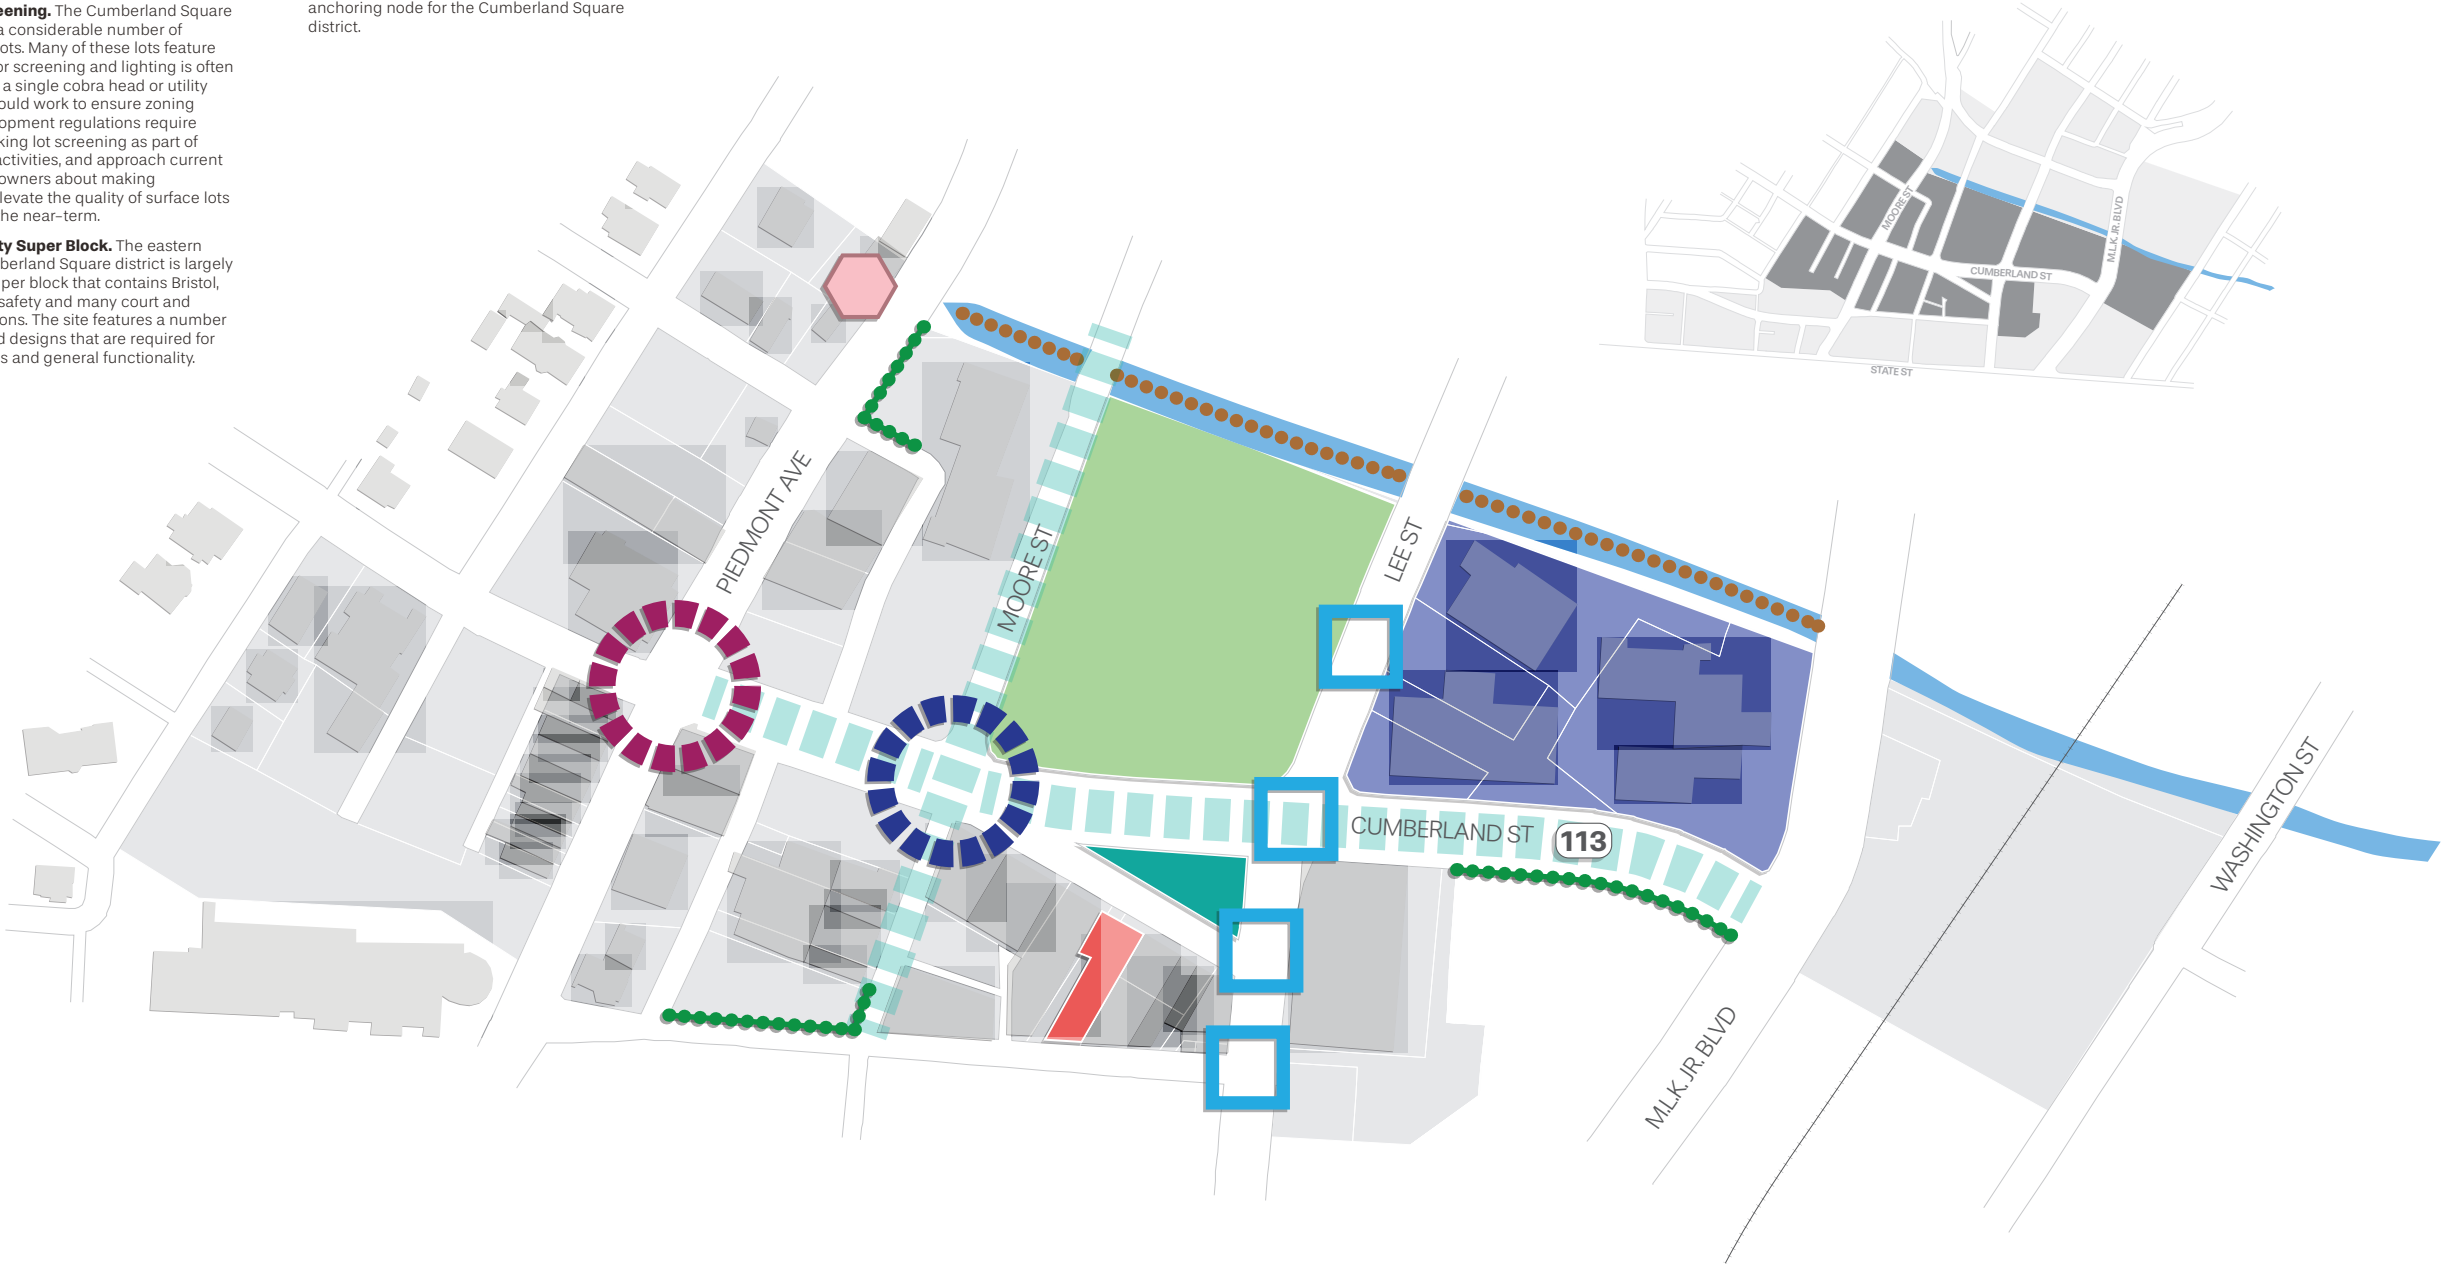 eening. The Cumberland Square
a considerable number of
ots. Many of these lots feature
or screening and lighting is often
a single cobra head or utility
ould work to ensure zoning
opment regulations require
king lot screening as part of
activities, and approach current
owners about making
levate the quality of surface lots
he near-term.
ty Super Block. The eastern
berland Square district is largely
per block that contains Bristol,
safety and many court and
ons. The site features a number
d designs that are required for
s and general functionality.
anchoring node for the Cumberland Square
district.
MOORE ST
M.L.K. JR. BLVD
CUMBERLAND ST
STATE ST
PIEDMONT AVE
MOORE ST
LEE ST
CUMBERLAND ST
113
WASHINGTON ST
M.L.K. JR. BLVD